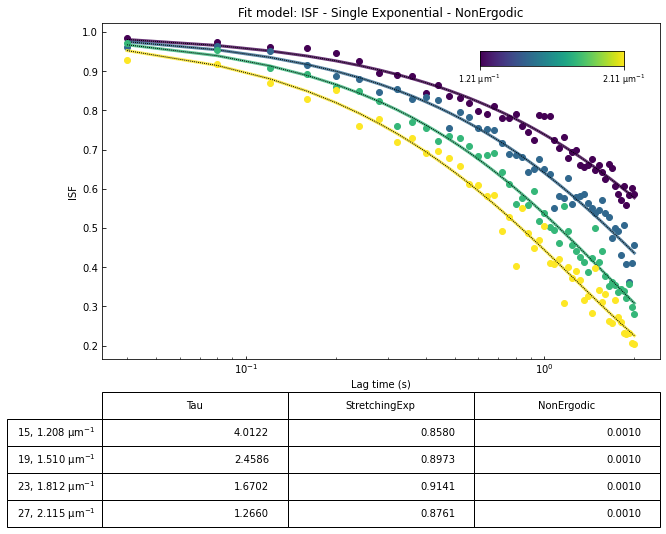 Fit model: ISF - Single Exponential - NonErgodic
1.0
0.9
0.8
0.7
0.6
0.5
0.4
0.3
0.2
ISF
1.21 μm⁻¹ 2.11 μm⁻¹
10⁻¹ 10⁰
Lag time (s)
Tau StretchingExp NonErgodic
15, 1.208 μm⁻¹ 4.0122 0.8580 0.0010
19, 1.510 μm⁻¹ 2.4586 0.8973 0.0010
23, 1.812 μm⁻¹ 1.6702 0.9141 0.0010
27, 2.115 μm⁻¹ 1.2660 0.8761 0.0010